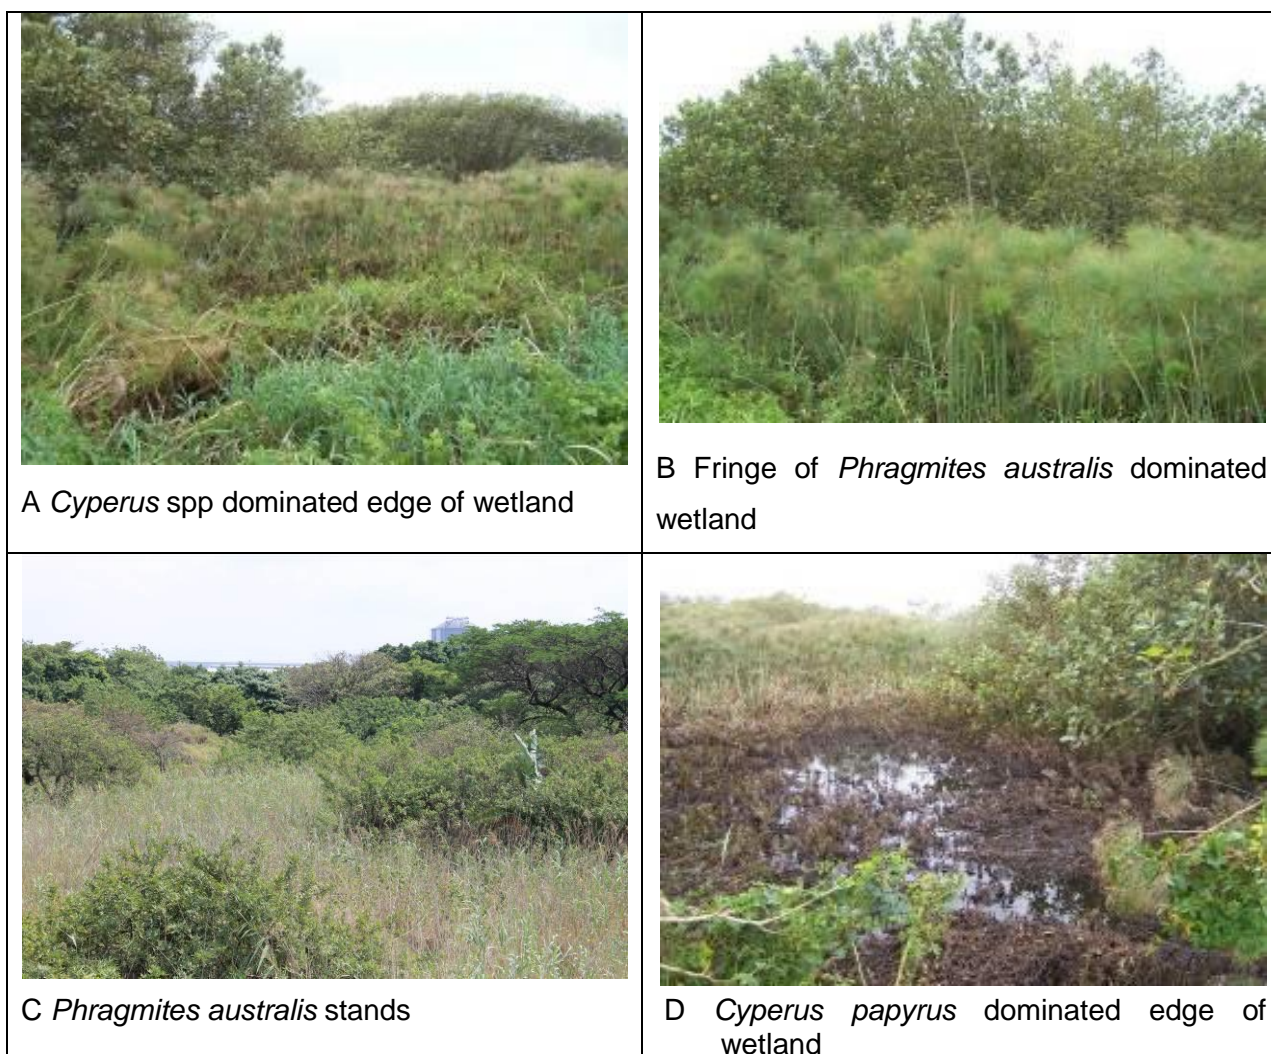 A Cyperus spp dominated edge of wetland
B Fringe of Phragmites australis dominated
wetland
C Phragmites australis stands
D Cyperus papyrus dominated edge of
wetland